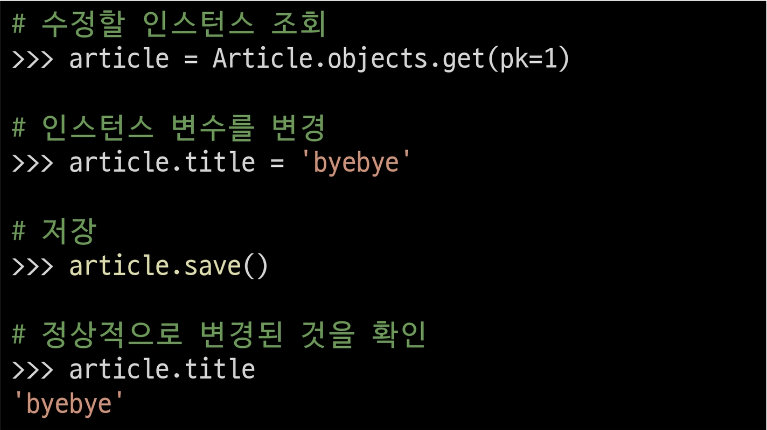 # 수정할 인스턴스 조회
>>> article = Article.objects.get(pk=1)
# 인스턴스 변수를 변경
>>> article.title = 'byebye'
# 저장
>>> article.save()
# 정상적으로 변경된 것을 확인
>>> article.title
'byebye'